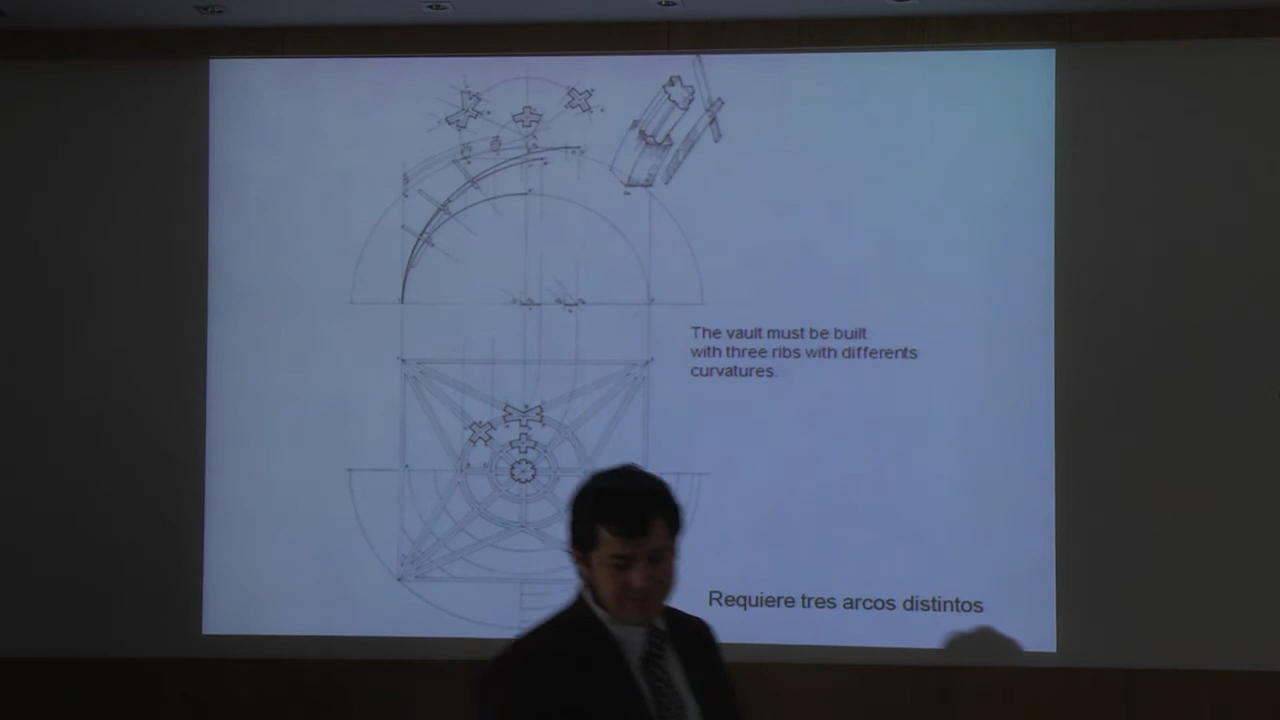 The vault must be built
with three ribs with differents
curvatures.
Requiere tres arcos distintos